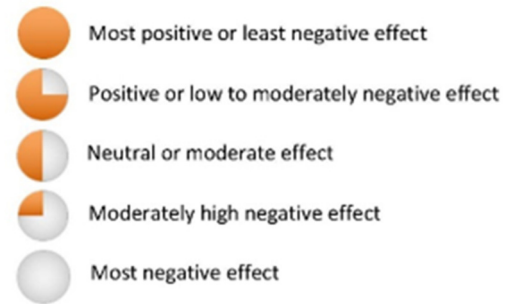 Most positive or least negative effect
Positive or low to moderately negative effect
Neutral or moderate effect
Moderately high negative effect
Most negative effect